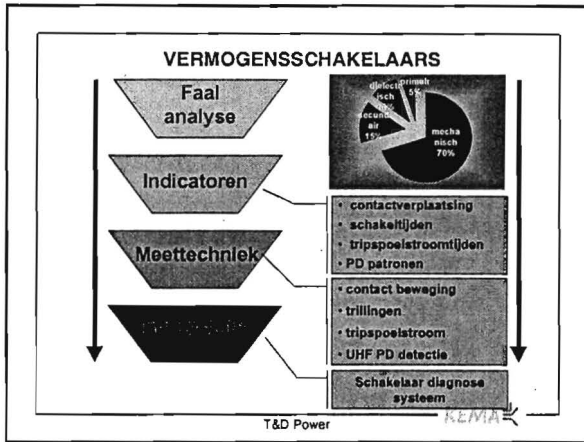 VERMOGENSSCHAKELAARS
Faal
analyse
Indicatoren
Meettechniek
primair
5%
dielectr
isch
secund
air
15%
mecha
nisch
70%
• contactverplaatsing
• schakeltijden
• tripspoelstroomtijden
• PD patronen
• contact beweging
• trillingen
• tripspoelstroom
• UHF PD detectie
Schakelaar diagnose
systeem
T&D Power
KEMA